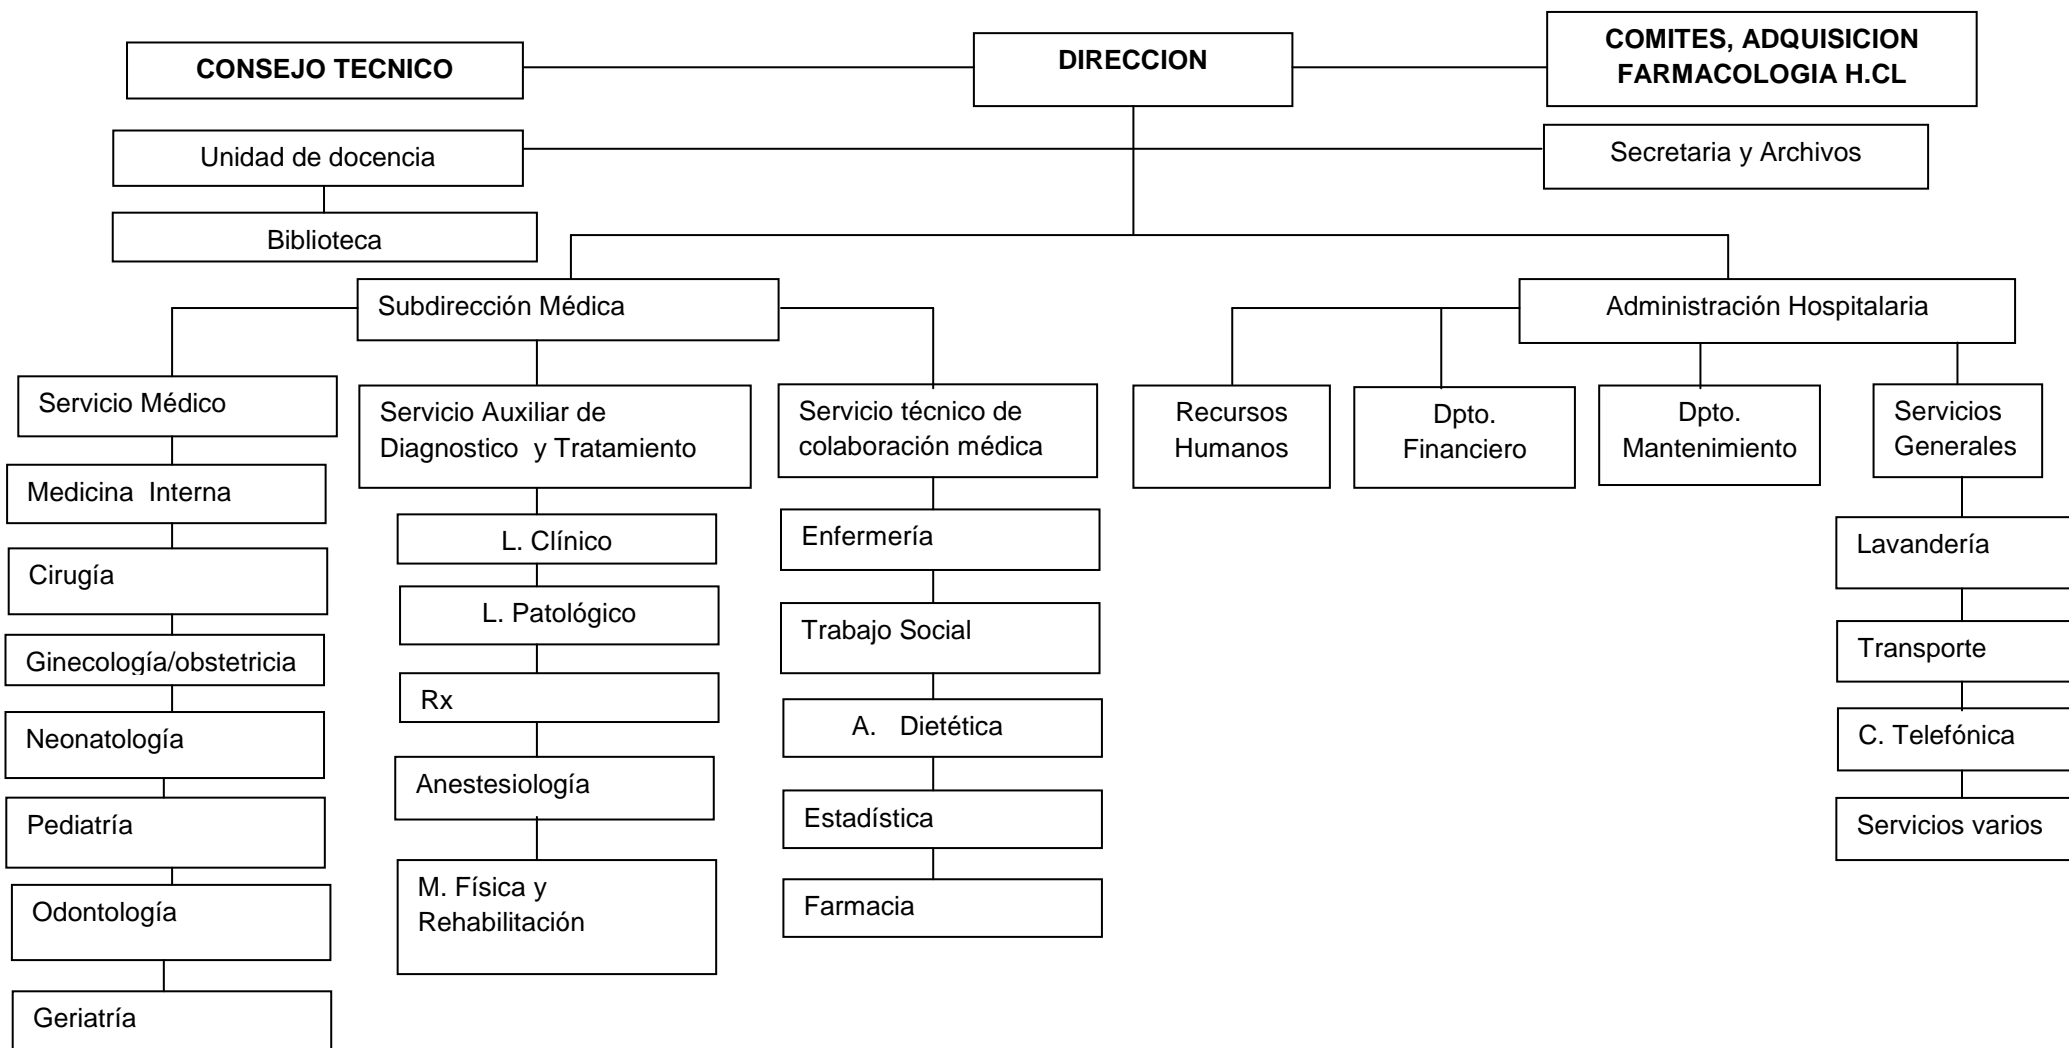 CONSEJO TECNICO
DIRECCION
COMITES, ADQUISICION
FARMACOLOGIA H.CL
Unidad de docencia
Secretaria y Archivos
Biblioteca
Subdirección Médica
Administración Hospitalaria
Servicio Médico
Medicina Interna
Cirugía
Ginecología/obstetricia
Neonatología
Pediatría
Odontología
Geriatría
Servicio Auxiliar de
Diagnostico y Tratamiento
L. Clínico
L. Patológico
Rx
Anestesiología
M. Física y
Rehabilitación
Servicio técnico de
colaboración médica
Enfermería
Trabajo Social
A. Dietética
Estadística
Farmacia
Recursos
Humanos
Dpto.
Financiero
Dpto.
Mantenimiento
Servicios
Generales
Lavandería
Transporte
C. Telefónica
Servicios varios